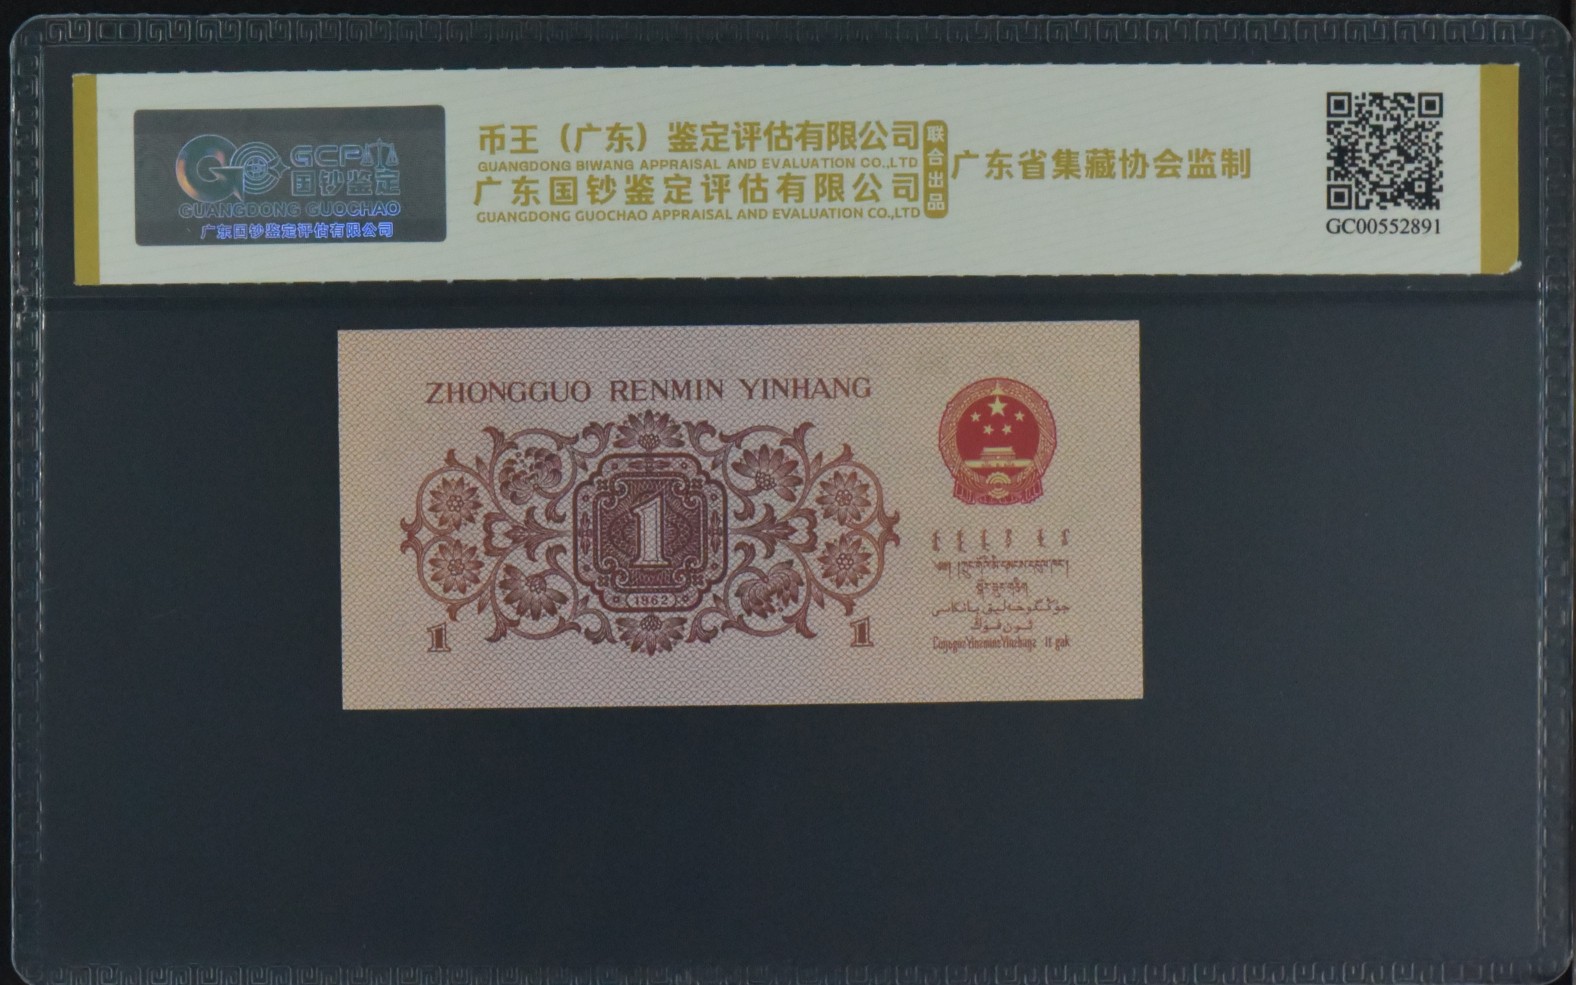 GCP
国钞鉴定
GUANGDONG GUOCHAO
广东国钞鉴定评估有限公司
币王（广东）鉴定评估有限公司
GUANGDONG BIWANG APPRAISAL AND EVALUATION CO.,LTD
广东国钞鉴定评估有限公司
GUANGDONG GUOCHAO APPRAISAL AND EVALUATION CO.,LTD
联合出品
广东省集藏协会监制
GC00552891
ZHONGGUO RENMIN YINHANG
1
(1962)
1
1
جۇڭگوخەلىق بانكاسى